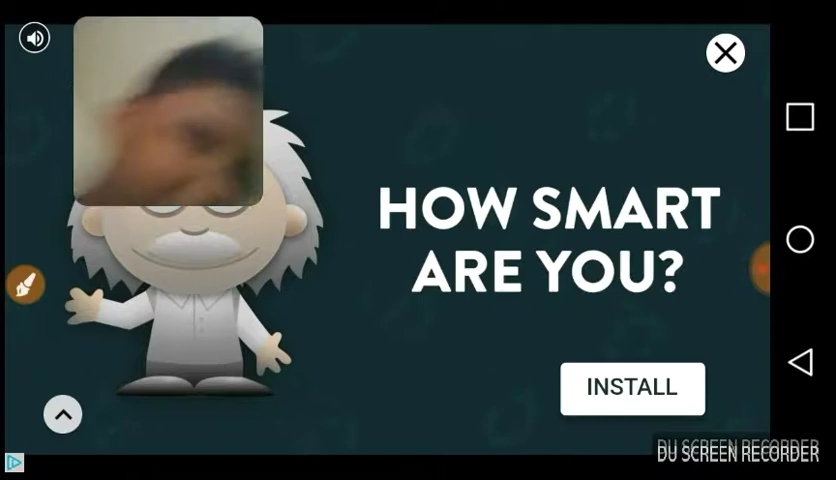 HOW SMART
ARE YOU?
INSTALL
DU SCREEN RECORDER